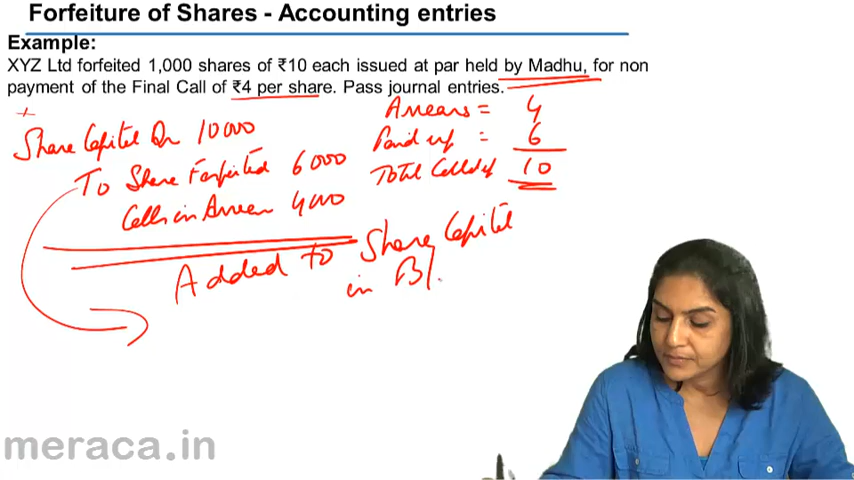 Forfeiture of Shares - Accounting entries
Example:
XYZ Ltd forfeited 1,000 shares of ₹10 each issued at par held by Madhu, for non
payment of the Final Call of ₹4 per share. Pass journal entries.
Share Capital Dr 10000
To Share Forfeited 6000
Calls in Arrear 4000
Arrears = 4
Paid up = 6
Total Called up 10
Added to Share Capital
in B/
meraca.in